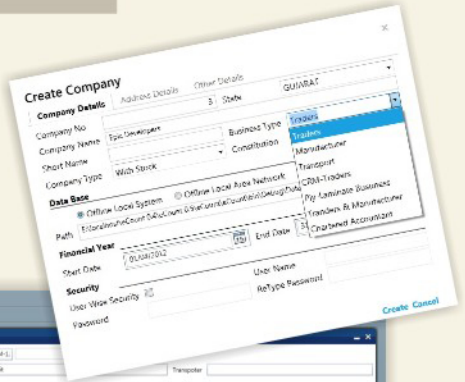 Create Company
Company Details Address Details Other Details
Company No 3 State GUJARAT
Company Name Epic Developers
Short Name Business Type Traders
Company Type With Stock Constitution
Traders
Manufacturer
Transport
CRM-Traders
Ply-Laminate Business
Traders & Manufacturer
Chartered Accountant
Data Base
Offline Local System Offline Local Area Network
Path
Financial Year
Start Date 01/04/2012 End Date
Security
User Wise Security User Name
Password ReType Password
Create Cancel
Transpoter